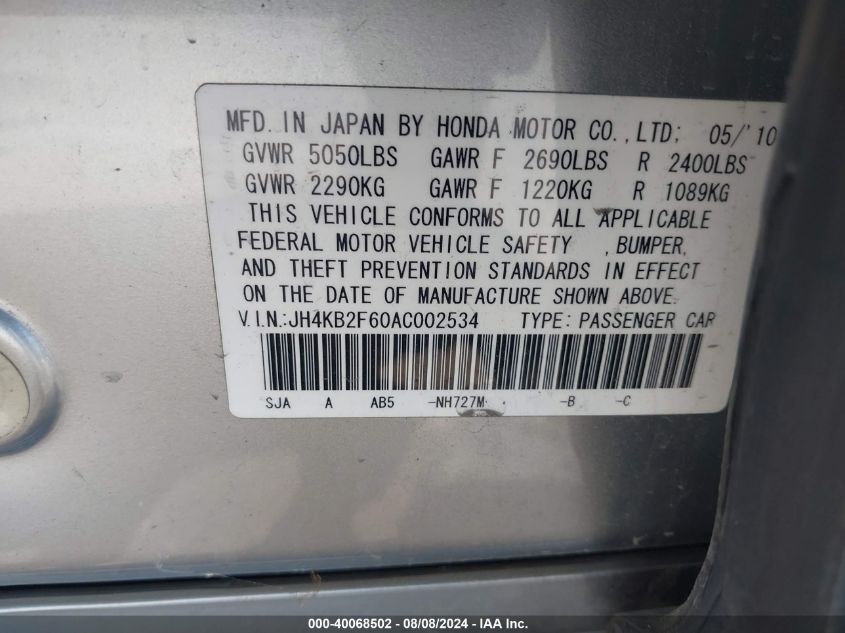 MFD. IN JAPAN BY HONDA MOTOR CO.,LTD; 05/'10
GVWR 5050LBS GAWR F 2690LBS R 2400LBS
GVWR 2290KG GAWR F 1220KG R 1089KG
THIS VEHICLE CONFORMS TO ALL APPLICABLE
FEDERAL MOTOR VEHICLE SAFETY , BUMPER,
AND THEFT PREVENTION STANDARDS IN EFFECT
ON THE DATE OF MANUFACTURE SHOWN ABOVE.
V.I.N.:JH4KB2F60AC002534 TYPE: PASSENGER CAR
SJA A AB5 -NH727M -B -C
000-40068502 - 08/08/2024 - IAA Inc.